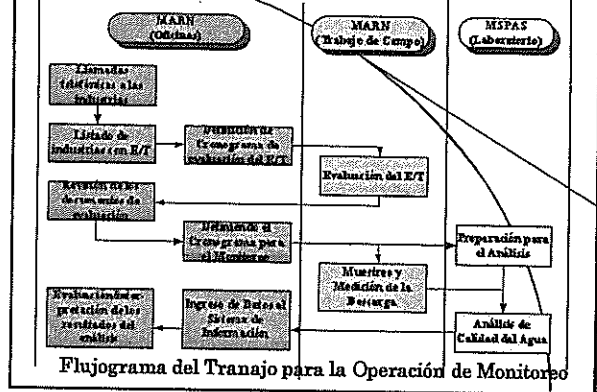 MARN
(Oficinas)
MARN
(Trabajo de Campo)
MSPAS
(Laboratorio)
Llamadas
telefónicas a las
industrias
Listado de
industrias con E/T
Definición de
Cronograma de
evaluación del E/T
Evaluación del E/T
Revisión de los
documentos de
evaluación
Definiendo el
Cronograma para
el Monitoreo
Preparación para
el Análisis
Muestreo y
Medición de la
Descarga
Evaluación/inter-
pretación de los
resultados del
análisis
Ingreso de Datos al
Sistema de
Información
Análisis de
Calidad del Agua
Flujograma del Tranajo para la Operación de Monitoreo